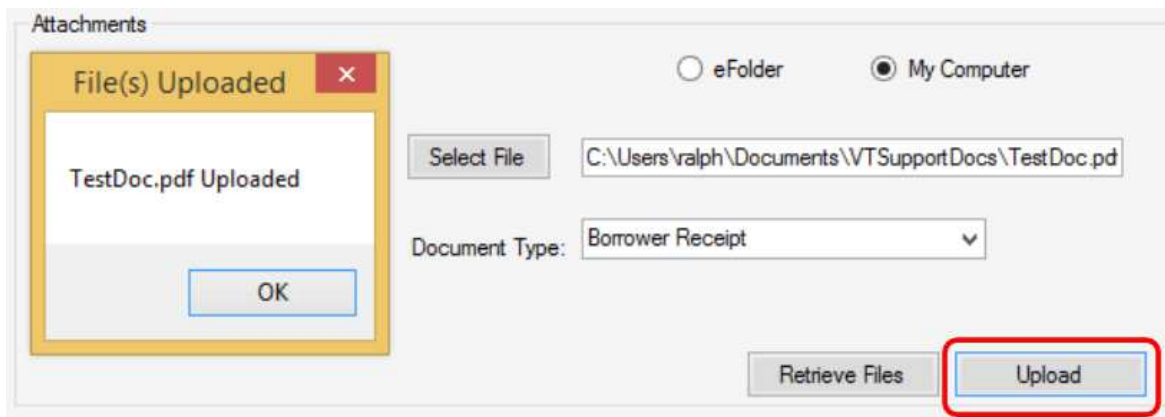 Attachments
File(s) Uploaded
TestDoc.pdf Uploaded
OK
eFolder My Computer
Select File C:\Users\ralph\Documents\VTSupportDocs\TestDoc.pdf
Document Type: Borrower Receipt
Retrieve Files Upload